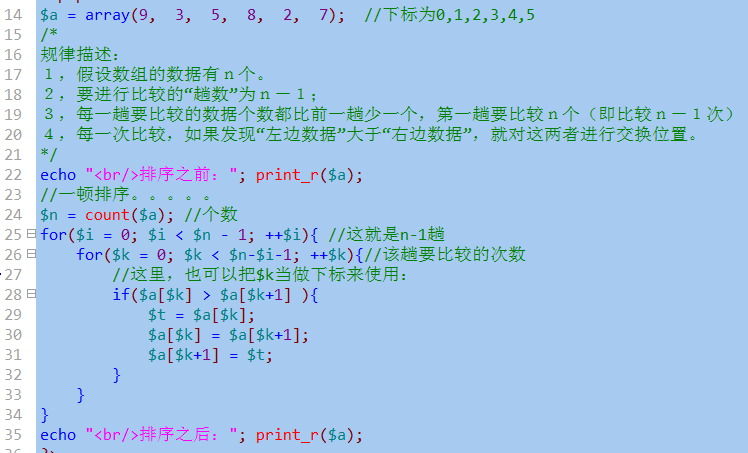 14 $a = array(9, 3, 5, 8, 2, 7); //下标为0,1,2,3,4,5
15 /*
16 规律描述:
17 １，假设数组的数据有ｎ个。
18 ２，要进行比较的“趟数”为ｎ－１；
19 ３，每一趟要比较的数据个数都比前一趟少一个，第一趟要比较ｎ个（即比较ｎ－１次）
20 ４，每一次比较，如果发现“左边数据”大于“右边数据”，就对这两者进行交换位置。
21 */
22 echo "<br/>排序之前："; print_r($a);
23 //一顿排序。。。。。
24 $n = count($a); //个数
25 for($i = 0; $i < $n - 1; ++$i){ //这就是n-1趟
26 for($k = 0; $k < $n-$i-1; ++$k){//该趟要比较的次数
27 //这里，也可以把$k当做下标来使用：
28 if($a[$k] > $a[$k+1] ){
29 $t = $a[$k];
30 $a[$k] = $a[$k+1];
31 $a[$k+1] = $t;
32 }
33 }
34 }
35 echo "<br/>排序之后："; print_r($a);